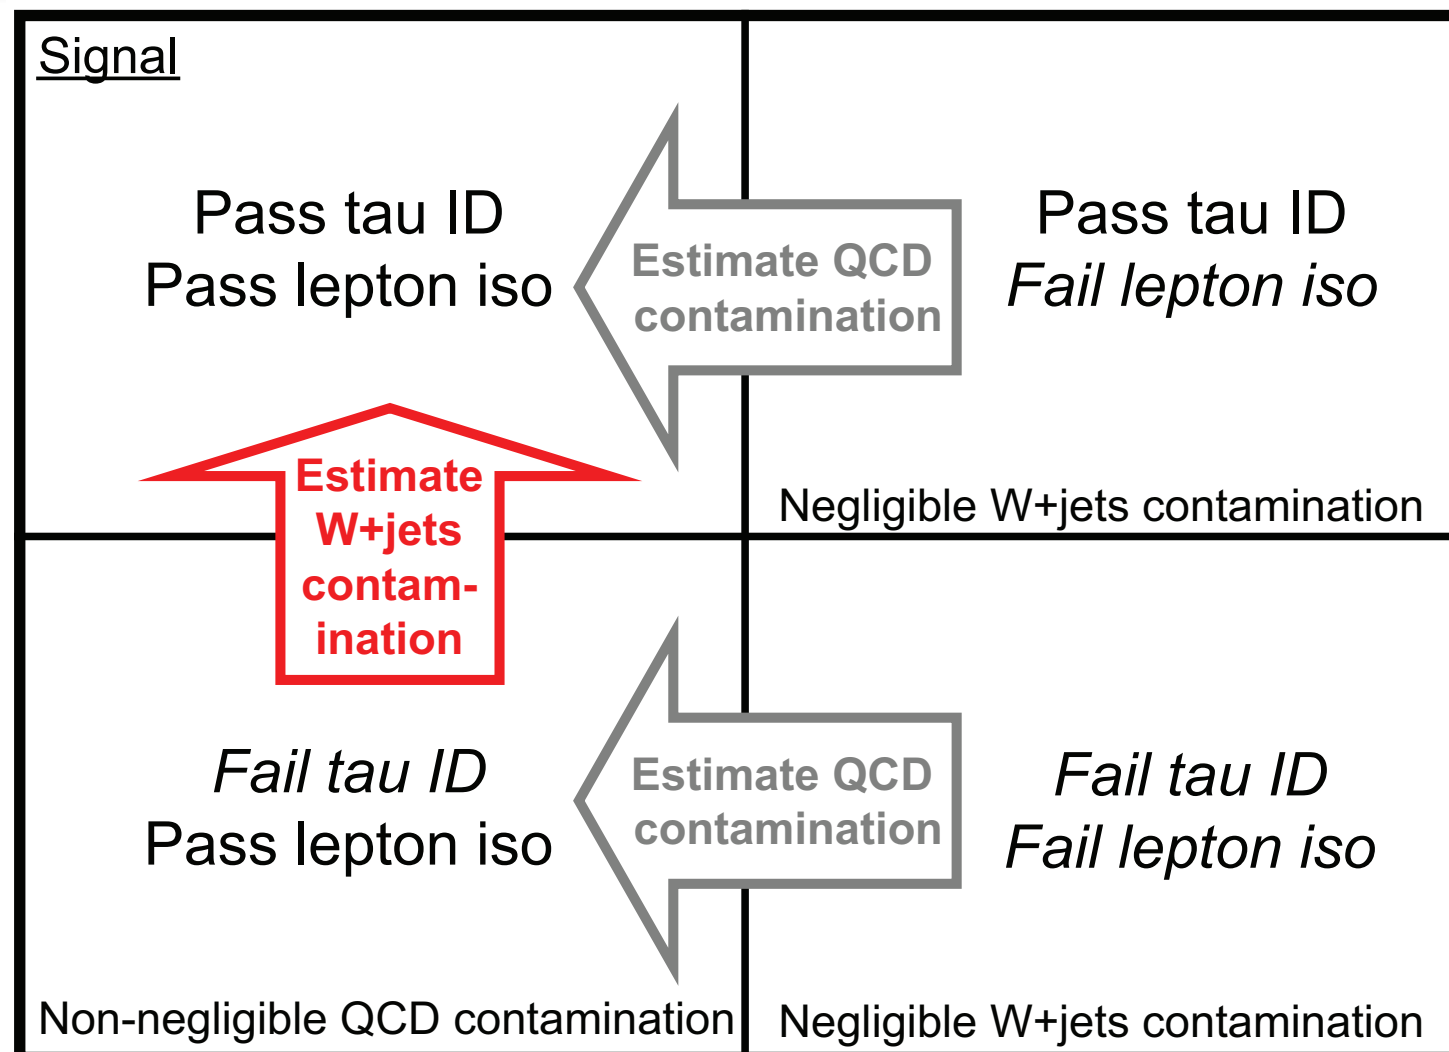 Signal
Pass tau ID
Pass lepton iso
Estimate QCD
contamination
Pass tau ID
Fail lepton iso
Negligible W+jets contamination
Estimate
W+jets
contam-
ination
Fail tau ID
Pass lepton iso
Non-negligible QCD contamination
Estimate QCD
contamination
Fail tau ID
Fail lepton iso
Negligible W+jets contamination